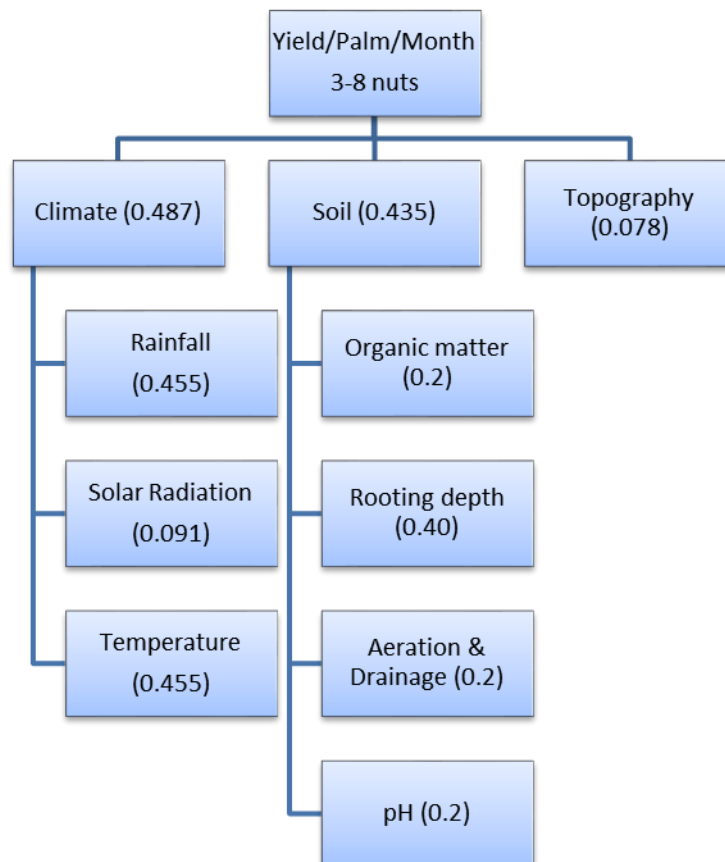 Yield/Palm/Month
3-8 nuts
Climate (0.487)
Soil (0.435)
Topography
(0.078)
Rainfall
(0.455)
Organic matter
(0.2)
Solar Radiation
(0.091)
Rooting depth
(0.40)
Temperature
(0.455)
Aeration &
Drainage (0.2)
pH (0.2)